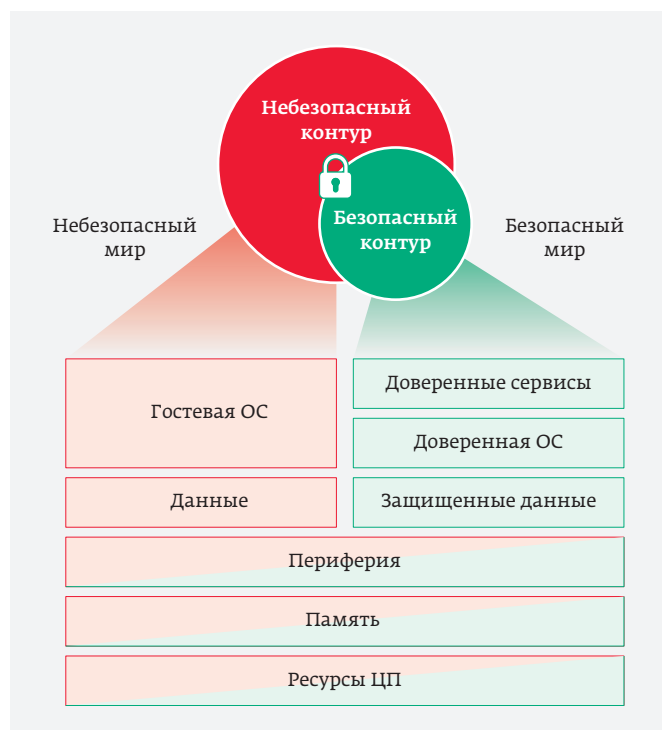 Небезопасный
контур
Безопасный
контур
Небезопасный
мир
Безопасный
мир
Гостевая ОС
Доверенные сервисы
Доверенная ОС
Данные
Защищенные данные
Периферия
Память
Ресурсы ЦП